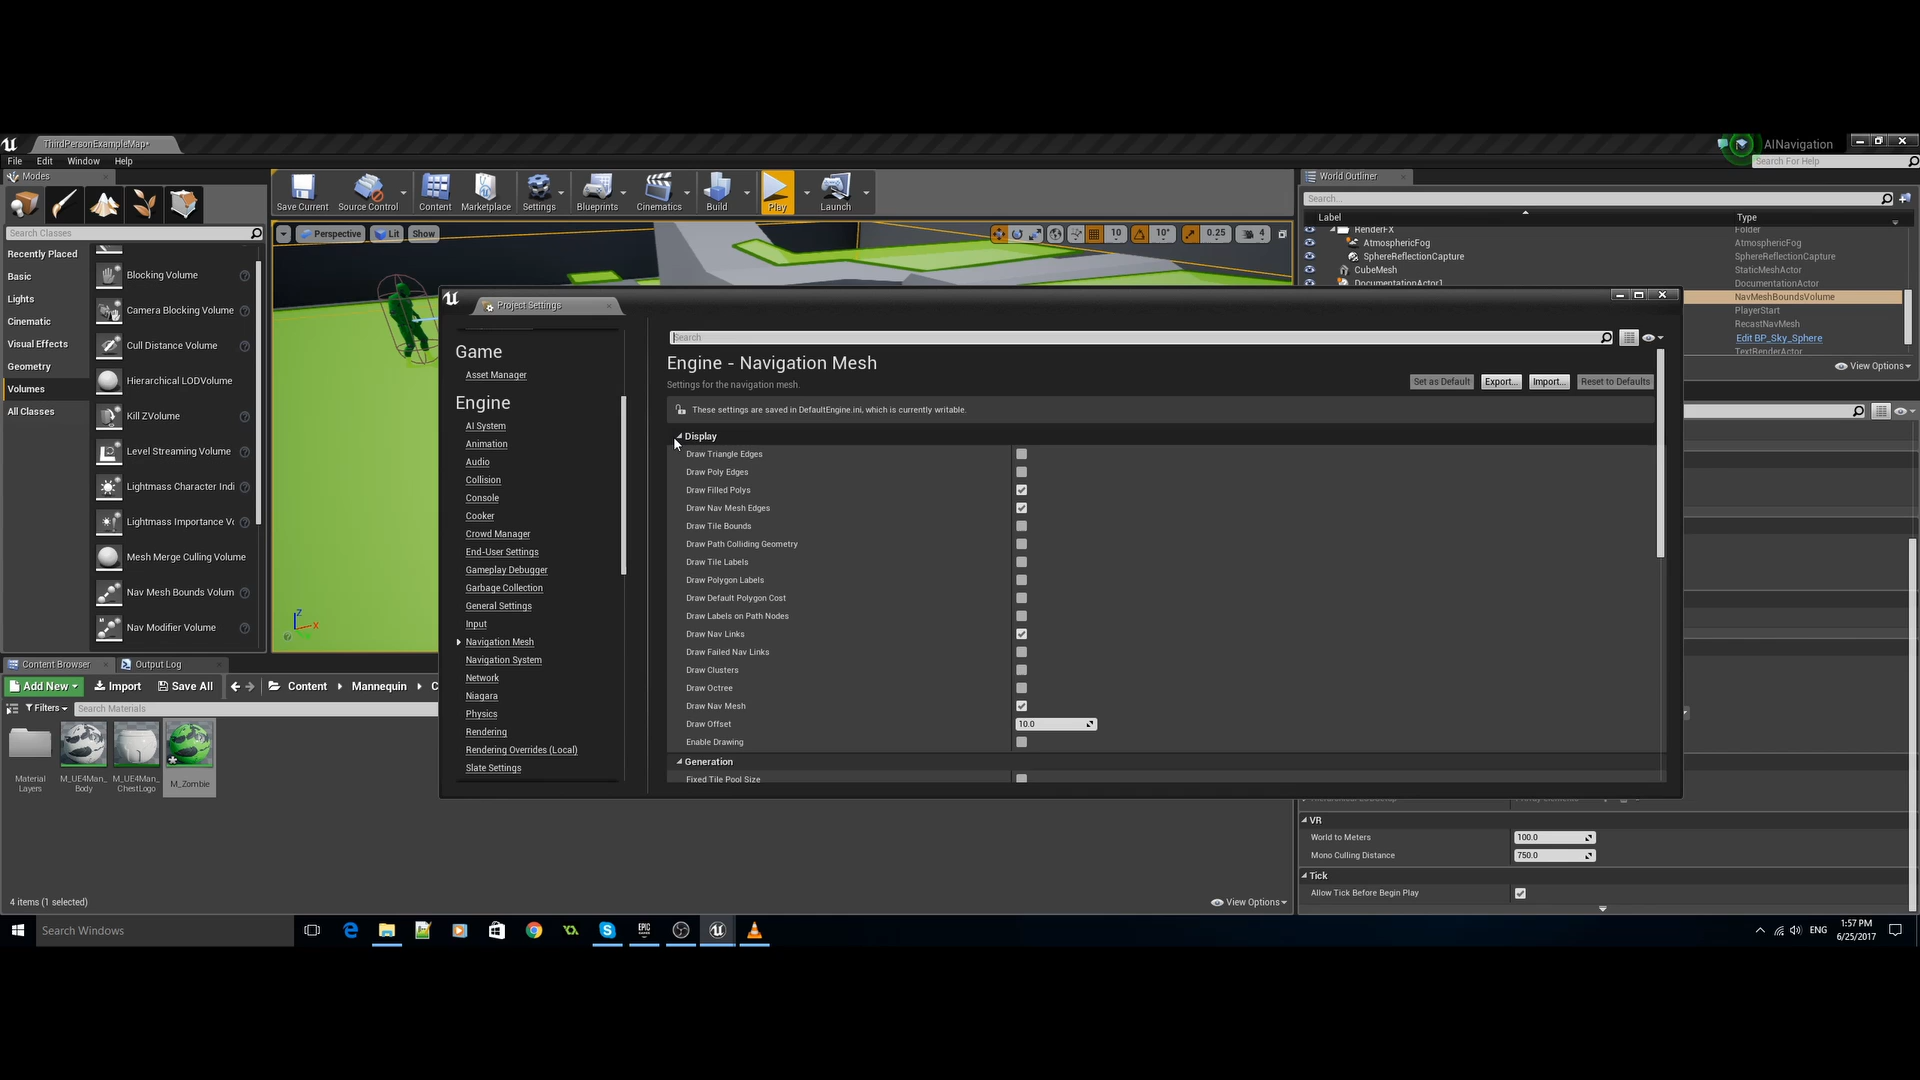 ThirdPersonExampleMap*
AINavigation
File Edit Window Help
Search For Help
Modes
Search Classes
Recently Placed
Basic
Lights
Cinematic
Visual Effects
Geometry
Volumes
All Classes
Blocking Volume
Camera Blocking Volume
Cull Distance Volume
Hierarchical LODVolume
Kill ZVolume
Level Streaming Volume
Lightmass Character Indi
Lightmass Importance Vo
Mesh Merge Culling Volume
Nav Mesh Bounds Volum
Nav Modifier Volume
Save Current Source Control Content Marketplace Settings Blueprints Cinematics Build Play Launch
Perspective Lit Show
10 10° 0.25 4
World Outliner
Search...
Label Type
RenderFX Folder
AtmosphericFog AtmosphericFog
SphereReflectionCapture SphereReflectionCapture
CubeMesh StaticMeshActor
DocumentationActor1 DocumentationActor
NavMeshBoundsVolume
PlayerStart
RecastNavMesh
Edit BP_Sky_Sphere
TextRenderActor
View Options
Project Settings
Game
Asset Manager
Engine
AI System
Animation
Audio
Collision
Console
Cooker
Crowd Manager
End-User Settings
Gameplay Debugger
Garbage Collection
General Settings
Input
Navigation Mesh
Navigation System
Network
Niagara
Physics
Rendering
Rendering Overrides (Local)
Slate Settings
Search
Engine - Navigation Mesh
Settings for the navigation mesh.
Set as Default Export... Import... Reset to Defaults
These settings are saved in DefaultEngine.ini, which is currently writable.
Display
Draw Triangle Edges
Draw Poly Edges
Draw Filled Polys
Draw Nav Mesh Edges
Draw Tile Bounds
Draw Path Colliding Geometry
Draw Tile Labels
Draw Polygon Labels
Draw Default Polygon Cost
Draw Labels on Path Nodes
Draw Nav Links
Draw Failed Nav Links
Draw Clusters
Draw Octree
Draw Nav Mesh
Draw Offset 10.0
Enable Drawing
Generation
Fixed Tile Pool Size
Z
X
VR
World to Meters 100.0
Mono Culling Distance 750.0
Tick
Allow Tick Before Begin Play
Content Browser Output Log
Add New Import Save All Content Mannequin C
Filters Search Materials
Material
Layers
M_UE4Man_
Body
M_UE4Man_
ChestLogo
M_Zombie
4 items (1 selected)
View Options
Search Windows
EPIC
ENG
1:57 PM
6/25/2017